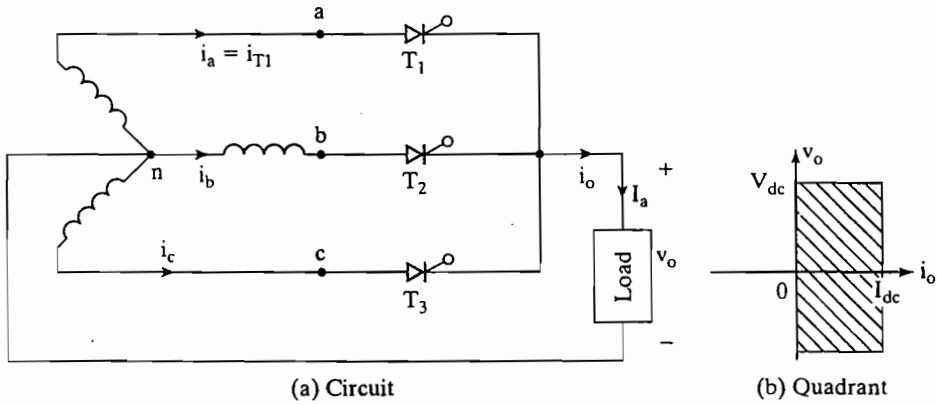 a
i_a = i_T1
T_1
b
n
i_b
T_2
i_o
+
I_a
i_c
c
T_3
Load
v_o
−
(a) Circuit
v_o
V_dc
0
I_dc
i_o
(b) Quadrant